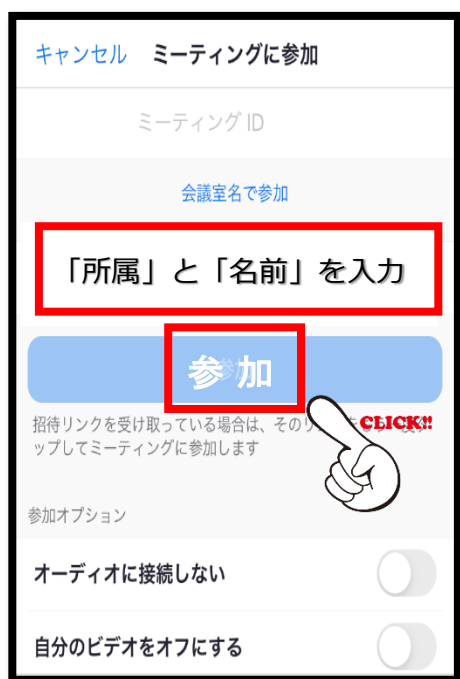 キャンセル ミーティングに参加
ミーティング ID
会議室名で参加
「所属」と「名前」を入力
参加
CLICK!!
招待リンクを受け取っている場合は、そのリ
ップしてミーティングに参加します
参加オプション
オーディオに接続しない
自分のビデオをオフにする